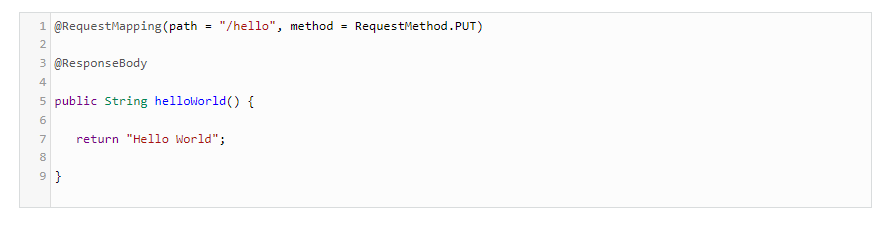 1 @RequestMapping(path = "/hello", method = RequestMethod.PUT)
2
3 @ResponseBody
4
5 public String helloWorld() {
6
7    return "Hello World";
8
9 }